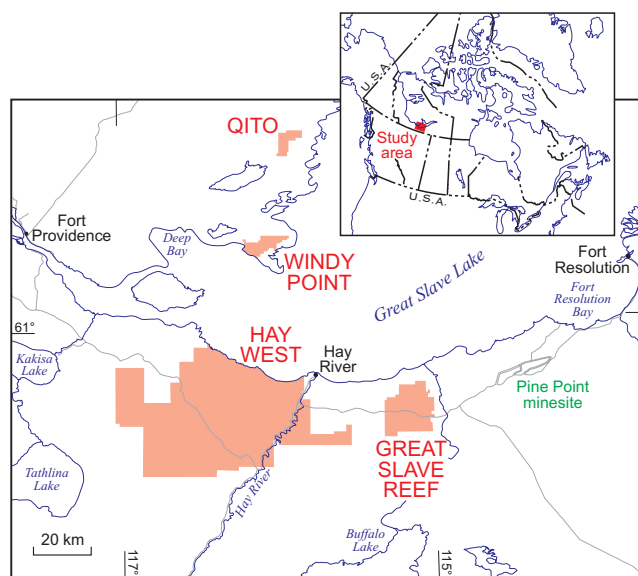 U.S.A.
Study
area
U.S.A.
QITO
Fort
Providence
Deep
Bay
WINDY
POINT
Great Slave Lake
Fort
Resolution
Fort
Resolution
Bay
61°
Kakisa
Lake
HAY
WEST
Hay
River
Pine Point
minesite
GREAT
SLAVE
REEF
Tathlina
Lake
Hay River
Buffalo
Lake
20 km
117°
115°